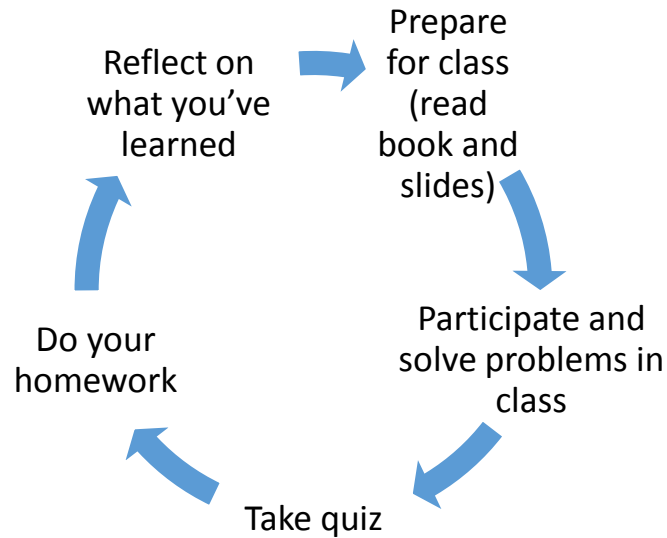 Prepare
for class
(read
book and
slides)
Participate and
solve problems in
class
Take quiz
Do your
homework
Reflect on
what you’ve
learned